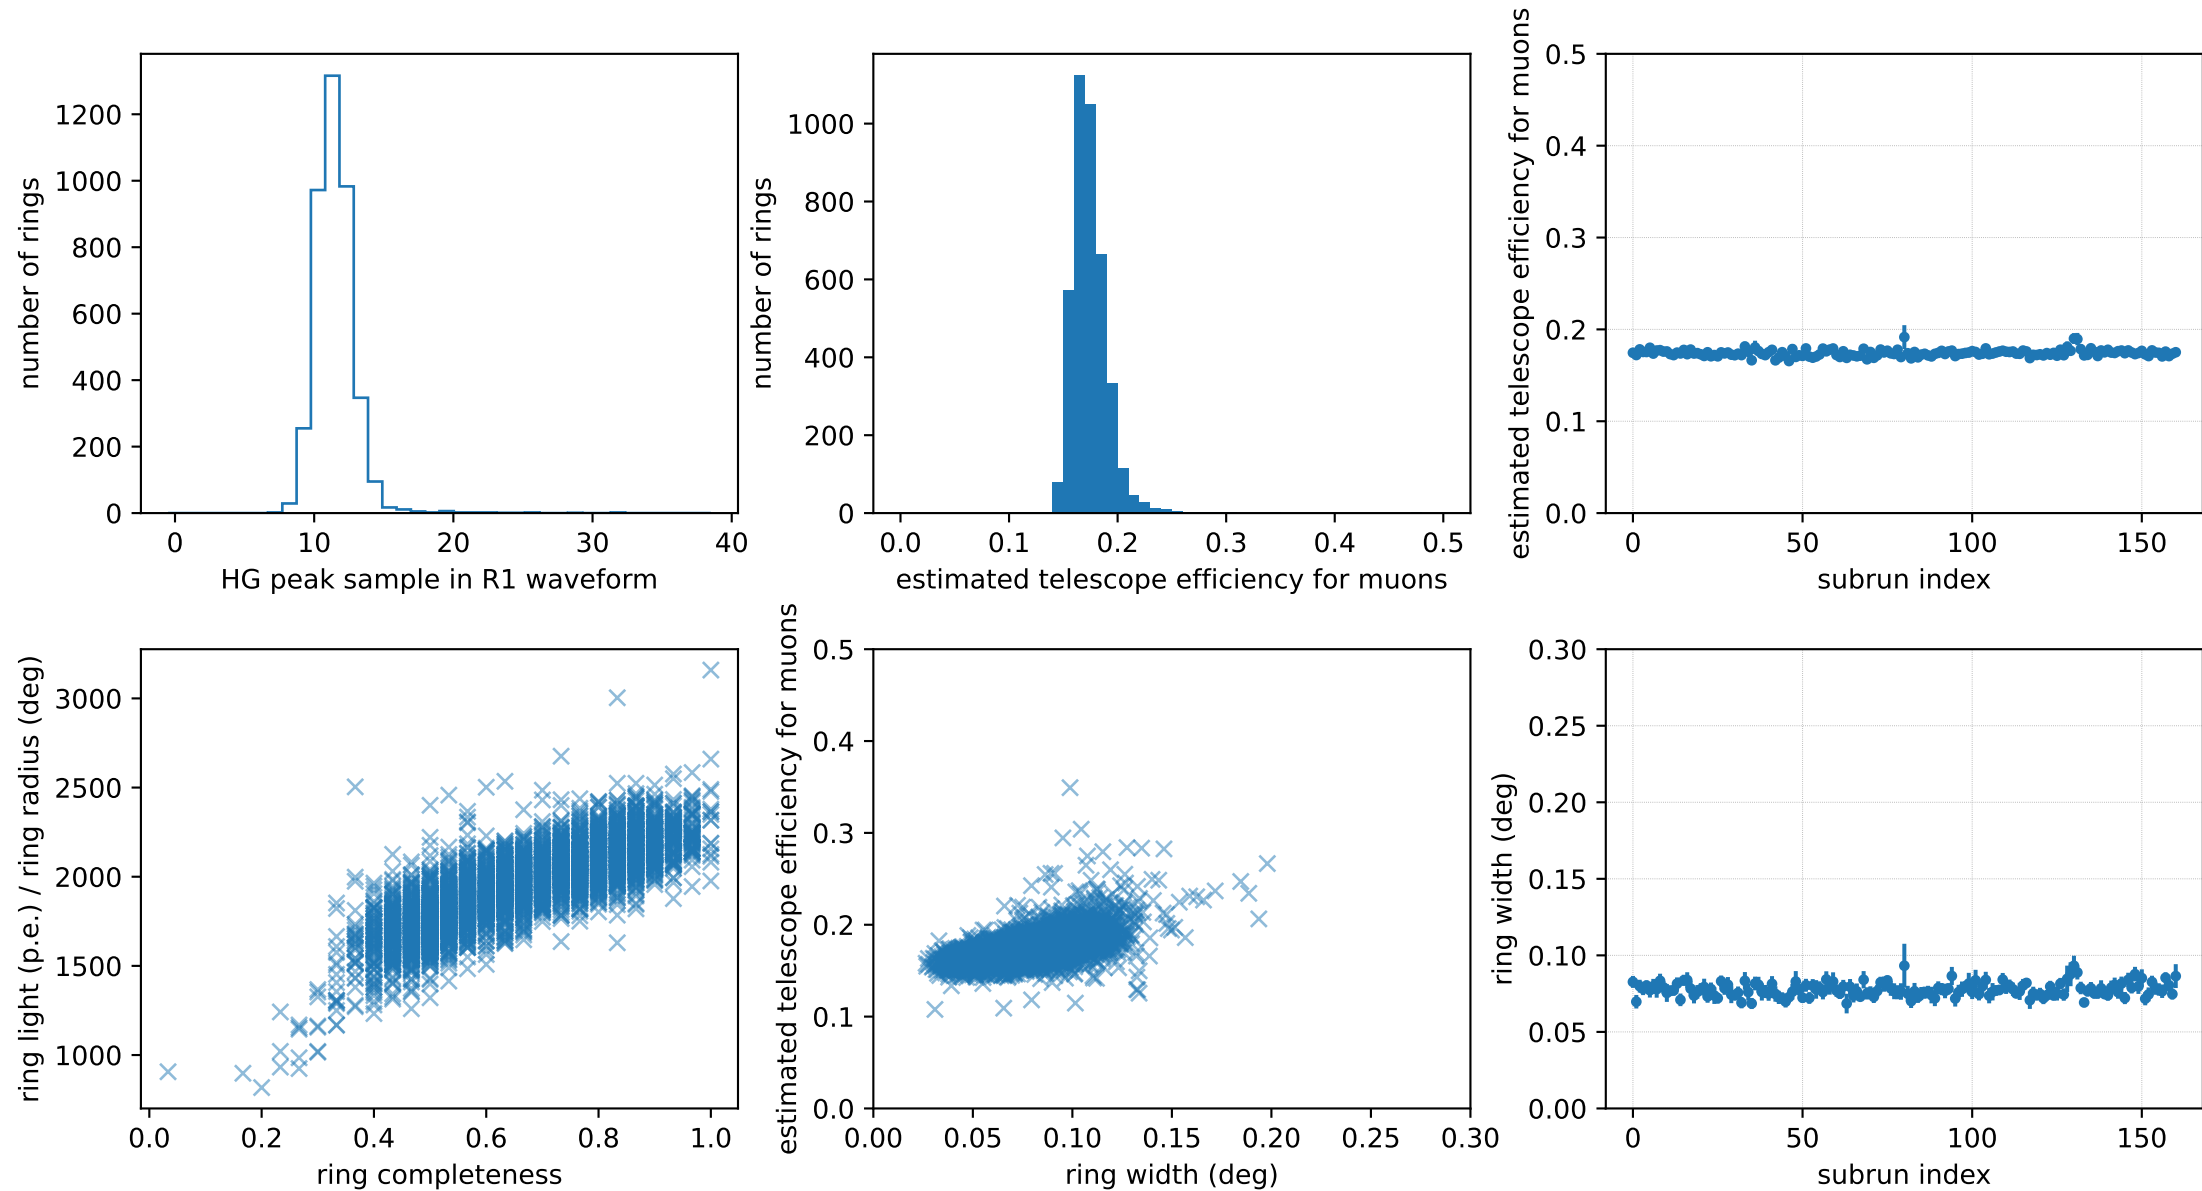 number of rings
1200
1000
800
600
400
200
0
0 10 20 30 40
HG peak sample in R1 waveform
number of rings
1000
800
600
400
200
0
0.0 0.1 0.2 0.3 0.4 0.5
estimated telescope efficiency for muons
estimated telescope efficiency for muons
0.5
0.4
0.3
0.2
0.1
0.0
0 50 100 150
subrun index
ring light (p.e.) / ring radius (deg)
3000
2500
2000
1500
1000
0.0 0.2 0.4 0.6 0.8 1.0
ring completeness
estimated telescope efficiency for muons
0.5
0.4
0.3
0.2
0.1
0.0
0.00 0.05 0.10 0.15 0.20 0.25 0.30
ring width (deg)
ring width (deg)
0.30
0.25
0.20
0.15
0.10
0.05
0.00
0 50 100 150
subrun index